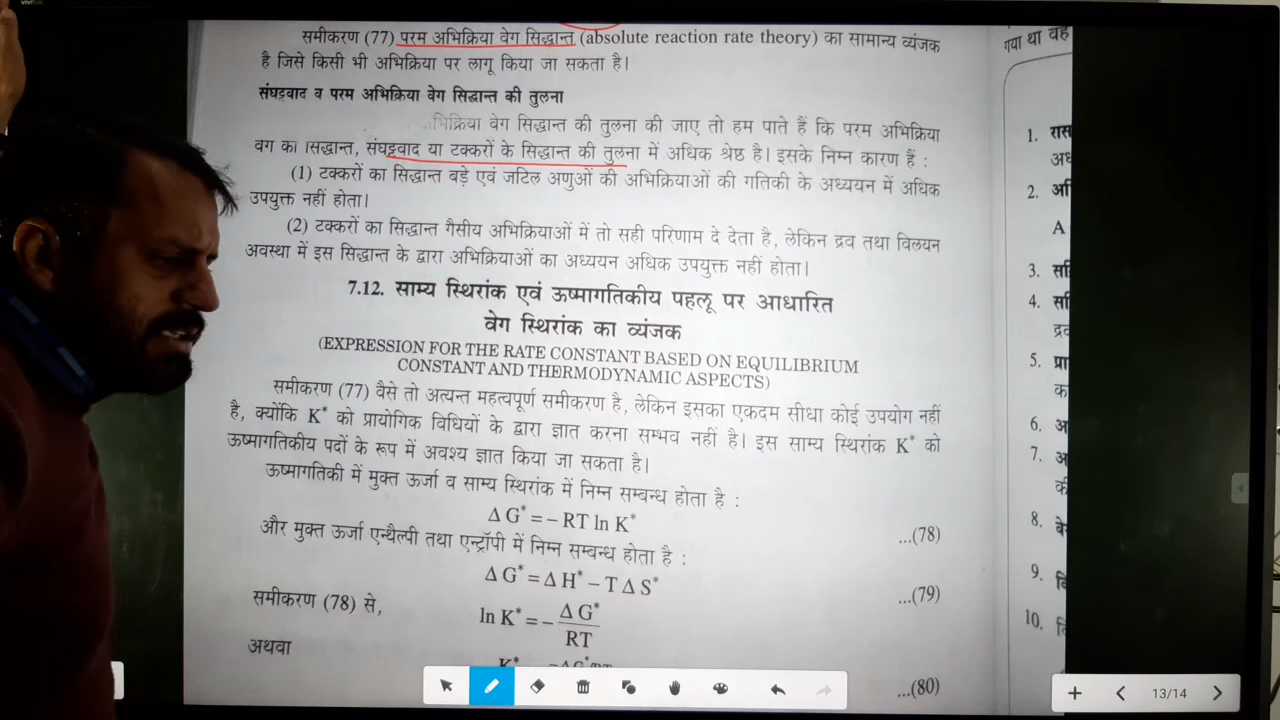 समीकरण (77) परम अभिक्रिया वेग सिद्धान्त (absolute reaction rate theory) का सामान्य व्यंजक
है जिसे किसी भी अभिक्रिया पर लागू किया जा सकता है।
संघट्टवाद व परम अभिक्रिया वेग सिद्धान्त की तुलना
वेग सिद्धान्त की तुलना की जाए तो हम पाते हैं कि परम अभिक्रिया
वेग का सिद्धान्त, संघट्टवाद या टक्करों के सिद्धान्त की तुलना में अधिक श्रेष्ठ है। इसके निम्न कारण हैं :
(1) टक्करों का सिद्धान्त बड़े एवं जटिल अणुओं की अभिक्रियाओं की गतिकी के अध्ययन में अधिक
उपयुक्त नहीं होता।
(2) टक्करों का सिद्धान्त गैसीय अभिक्रियाओं में तो सही परिणाम दे देता है, लेकिन द्रव तथा विलयन
अवस्था में इस सिद्धान्त के द्वारा अभिक्रियाओं का अध्ययन अधिक उपयुक्त नहीं होता।
7.12. साम्य स्थिरांक एवं ऊष्मागतिकीय पहलू पर आधारित
वेग स्थिरांक का व्यंजक
(EXPRESSION FOR THE RATE CONSTANT BASED ON EQUILIBRIUM
CONSTANT AND THERMODYNAMIC ASPECTS)
समीकरण (77) वैसे तो अत्यन्त महत्वपूर्ण समीकरण है, लेकिन इसका एकदम सीधा कोई उपयोग नहीं
है, क्योंकि K* को प्रायोगिक विधियों के द्वारा ज्ञात करना सम्भव नहीं है। इस साम्य स्थिरांक K* को
ऊष्मागतिकीय पदों के रूप में अवश्य ज्ञात किया जा सकता है।
ऊष्मागतिकी में मुक्त ऊर्जा व साम्य स्थिरांक में निम्न सम्बन्ध होता है :
Δ G* = – RT ln K* ...(78)
और मुक्त ऊर्जा एन्थैल्पी तथा एन्ट्रॉपी में निम्न सम्बन्ध होता है :
Δ G* = Δ H* – T Δ S* ...(79)
समीकरण (78) से, ln K* = – Δ G* / RT
अथवा
...(80)
गया था वह
1.
2.
A
3.
4.
5.
6.
7.
8.
9.
10.
13/14